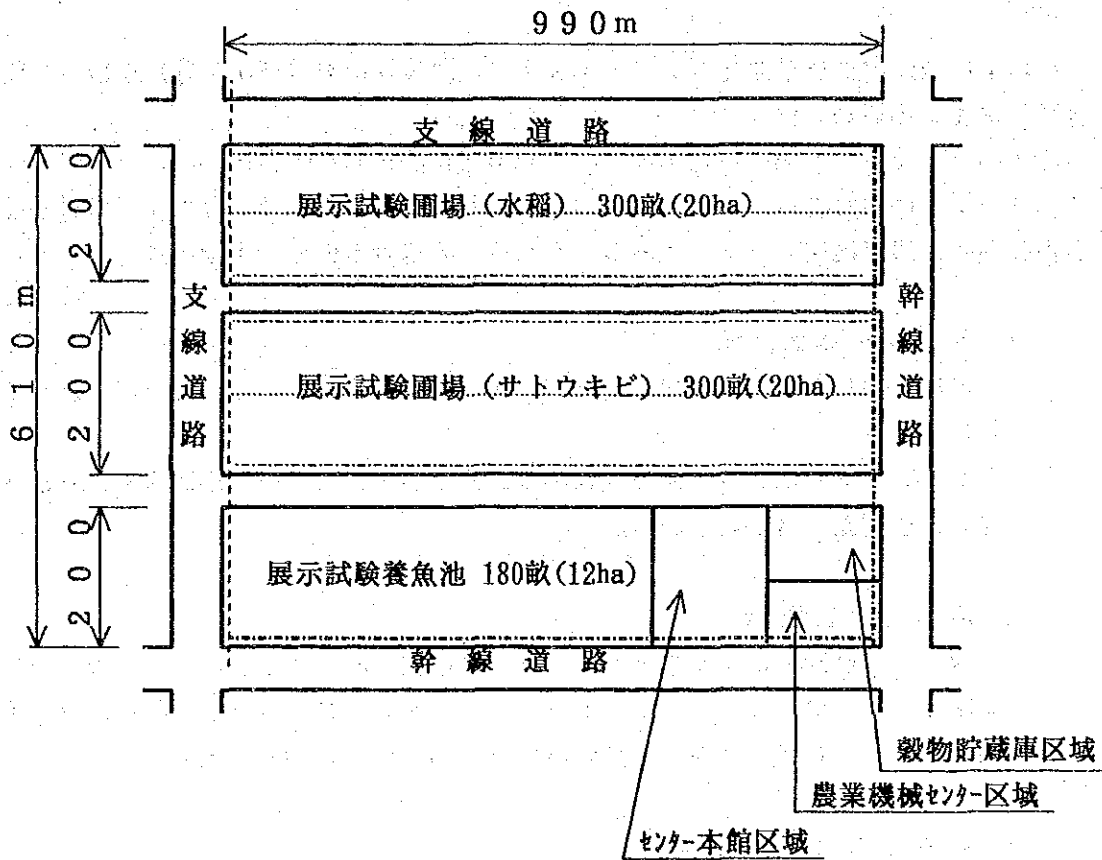 990m
支線道路
200
展示試験圃場（水稲） 300畝(20ha)
610m
支線道路
幹線道路
200
展示試験圃場（サトウキビ） 300畝(20ha)
200
展示試験養魚池 180畝(12ha)
幹線道路
穀物貯蔵庫区域
農業機械ｾﾝﾀｰ区域
ｾﾝﾀｰ本館区域